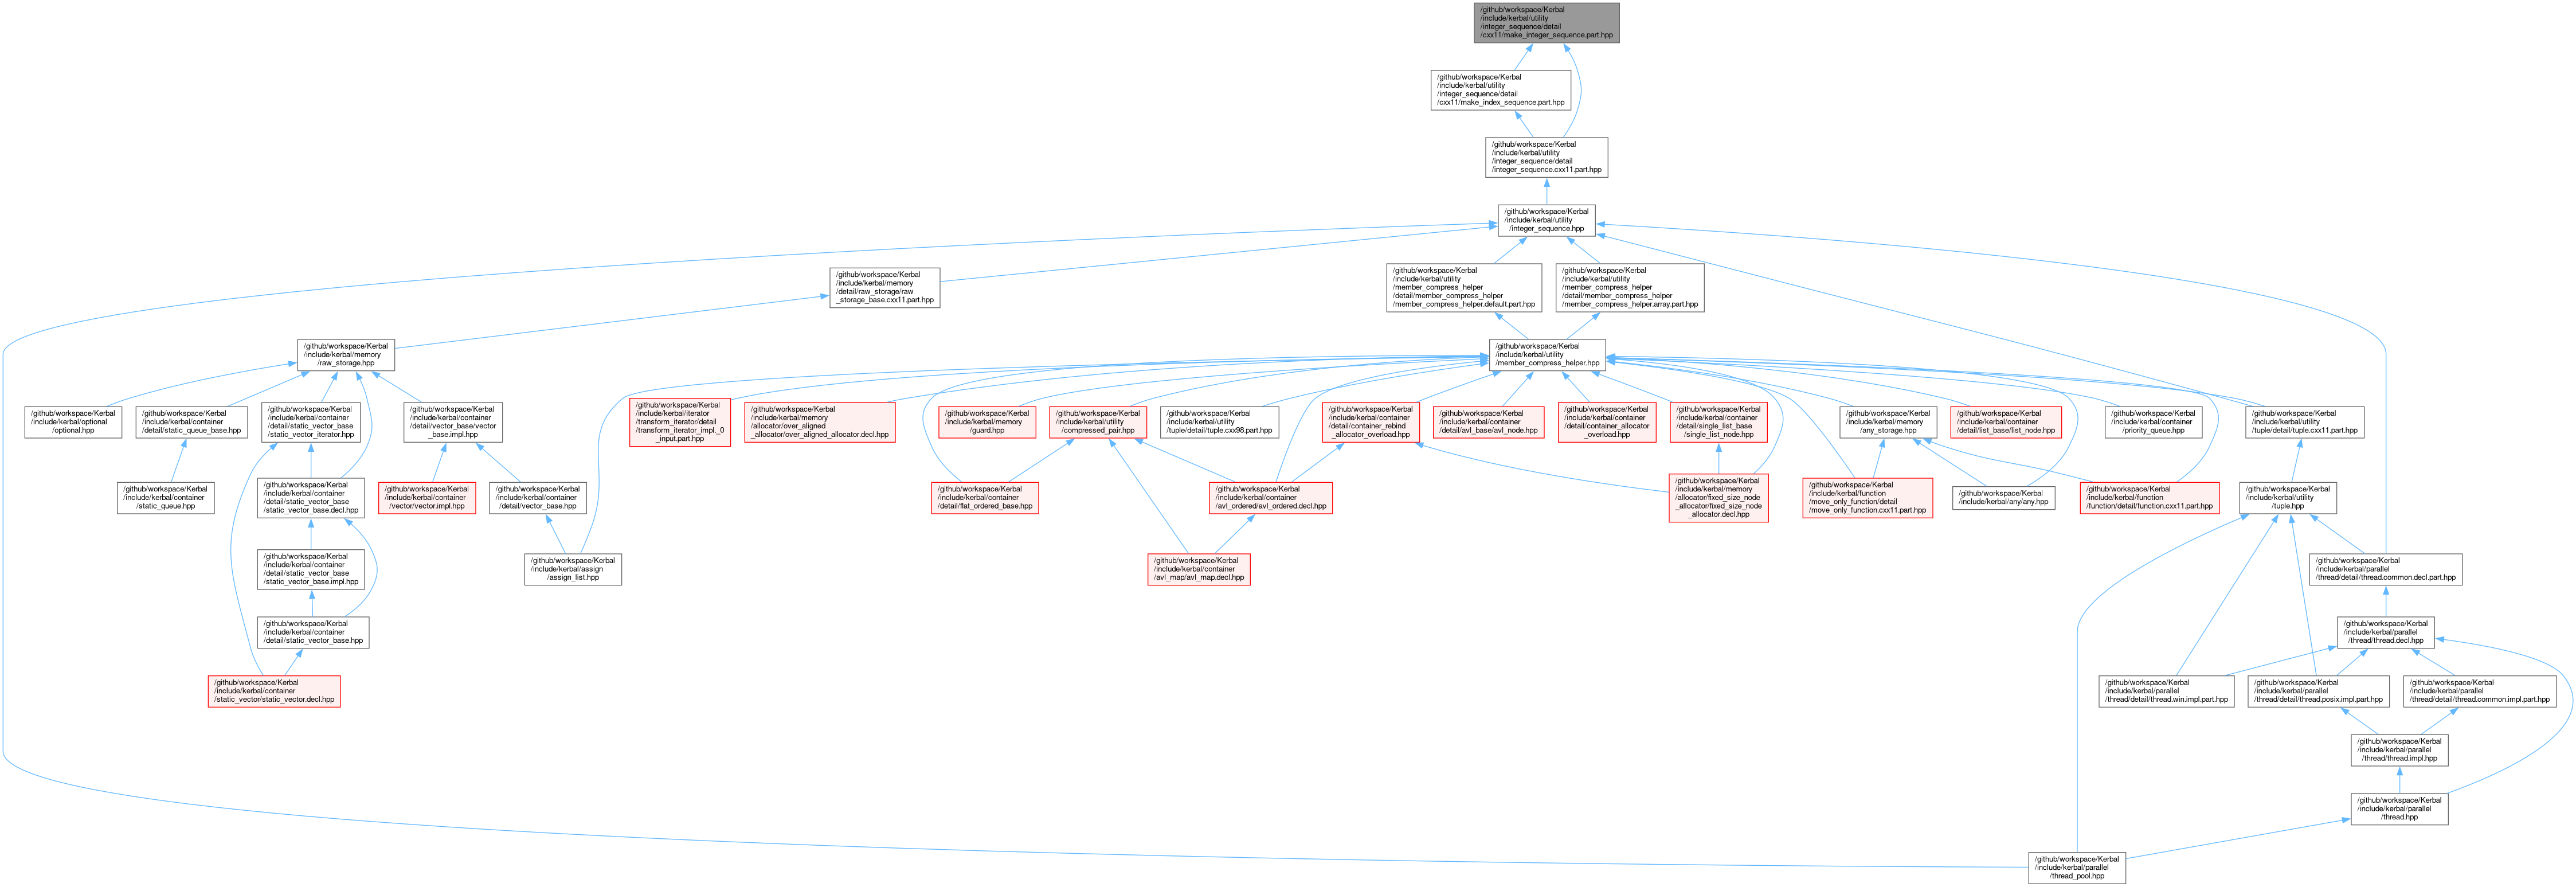 /github/workspace/Kerbal
/include/kerbal/utility
/integer_sequence/detail
/cxx11/make_integer_sequence.part.hpp
/github/workspace/Kerbal
/include/kerbal/utility
/integer_sequence/detail
/cxx11/make_index_sequence.part.hpp
/github/workspace/Kerbal
/include/kerbal/utility
/integer_sequence/detail
/integer_sequence.cxx11.part.hpp
/github/workspace/Kerbal
/include/kerbal/utility
/integer_sequence.hpp
/github/workspace/Kerbal
/include/kerbal/memory
/detail/raw_storage/raw
_storage_base.cxx11.part.hpp
/github/workspace/Kerbal
/include/kerbal/utility
/member_compress_helper
/detail/member_compress_helper
/member_compress_helper.default.part.hpp
/github/workspace/Kerbal
/include/kerbal/utility
/member_compress_helper
/detail/member_compress_helper
/member_compress_helper.array.part.hpp
/github/workspace/Kerbal
/include/kerbal/memory
/raw_storage.hpp
/github/workspace/Kerbal
/include/kerbal/utility
/member_compress_helper.hpp
/github/workspace/Kerbal
/include/kerbal/optional
/optional.hpp
/github/workspace/Kerbal
/include/kerbal/container
/detail/static_queue_base.hpp
/github/workspace/Kerbal
/include/kerbal/container
/detail/static_vector_base
/static_vector_iterator.hpp
/github/workspace/Kerbal
/include/kerbal/container
/detail/vector_base/vector
_base.impl.hpp
/github/workspace/Kerbal
/include/kerbal/iterator
/transform_iterator/detail
/transform_iterator_impl._0
_input.part.hpp
/github/workspace/Kerbal
/include/kerbal/memory
/allocator/over_aligned
_allocator/over_aligned_allocator.decl.hpp
/github/workspace/Kerbal
/include/kerbal/memory
/guard.hpp
/github/workspace/Kerbal
/include/kerbal/utility
/compressed_pair.hpp
/github/workspace/Kerbal
/include/kerbal/utility
/tuple/detail/tuple.cxx98.part.hpp
/github/workspace/Kerbal
/include/kerbal/container
/detail/container_rebind
_allocator_overload.hpp
/github/workspace/Kerbal
/include/kerbal/container
/detail/avl_base/avl_node.hpp
/github/workspace/Kerbal
/include/kerbal/container
/detail/container_allocator
_overload.hpp
/github/workspace/Kerbal
/include/kerbal/container
/detail/single_list_base
/single_list_node.hpp
/github/workspace/Kerbal
/include/kerbal/memory
/any_storage.hpp
/github/workspace/Kerbal
/include/kerbal/container
/detail/list_base/list_node.hpp
/github/workspace/Kerbal
/include/kerbal/container
/priority_queue.hpp
/github/workspace/Kerbal
/include/kerbal/utility
/tuple/detail/tuple.cxx11.part.hpp
/github/workspace/Kerbal
/include/kerbal/container
/static_queue.hpp
/github/workspace/Kerbal
/include/kerbal/container
/detail/static_vector_base
/static_vector_base.decl.hpp
/github/workspace/Kerbal
/include/kerbal/container
/vector/vector.impl.hpp
/github/workspace/Kerbal
/include/kerbal/container
/detail/vector_base.hpp
/github/workspace/Kerbal
/include/kerbal/container
/detail/flat_ordered_base.hpp
/github/workspace/Kerbal
/include/kerbal/container
/avl_ordered/avl_ordered.decl.hpp
/github/workspace/Kerbal
/include/kerbal/memory
/allocator/fixed_size_node
_allocator/fixed_size_node
_allocator.decl.hpp
/github/workspace/Kerbal
/include/kerbal/function
/move_only_function/detail
/move_only_function.cxx11.part.hpp
/github/workspace/Kerbal
/include/kerbal/any/any.hpp
/github/workspace/Kerbal
/include/kerbal/function
/function/detail/function.cxx11.part.hpp
/github/workspace/Kerbal
/include/kerbal/utility
/tuple.hpp
/github/workspace/Kerbal
/include/kerbal/container
/detail/static_vector_base
/static_vector_base.impl.hpp
/github/workspace/Kerbal
/include/kerbal/assign
/assign_list.hpp
/github/workspace/Kerbal
/include/kerbal/container
/avl_map/avl_map.decl.hpp
/github/workspace/Kerbal
/include/kerbal/parallel
/thread/detail/thread.common.decl.part.hpp
/github/workspace/Kerbal
/include/kerbal/container
/detail/static_vector_base.hpp
/github/workspace/Kerbal
/include/kerbal/parallel
/thread/thread.decl.hpp
/github/workspace/Kerbal
/include/kerbal/container
/static_vector/static_vector.decl.hpp
/github/workspace/Kerbal
/include/kerbal/parallel
/thread/detail/thread.win.impl.part.hpp
/github/workspace/Kerbal
/include/kerbal/parallel
/thread/detail/thread.posix.impl.part.hpp
/github/workspace/Kerbal
/include/kerbal/parallel
/thread/detail/thread.common.impl.part.hpp
/github/workspace/Kerbal
/include/kerbal/parallel
/thread/thread.impl.hpp
/github/workspace/Kerbal
/include/kerbal/parallel
/thread.hpp
/github/workspace/Kerbal
/include/kerbal/parallel
/thread_pool.hpp